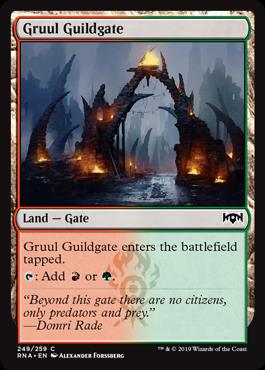 Gruul Guildgate
Land — Gate
Gruul Guildgate enters the battlefield
tapped.
: Add or
“Beyond this gate there are no citizens,
only predators and prey.”
—Domri Rade
249/259 C
RNA • EN Alexander Forssberg
™ & © 2019 Wizards of the Coast